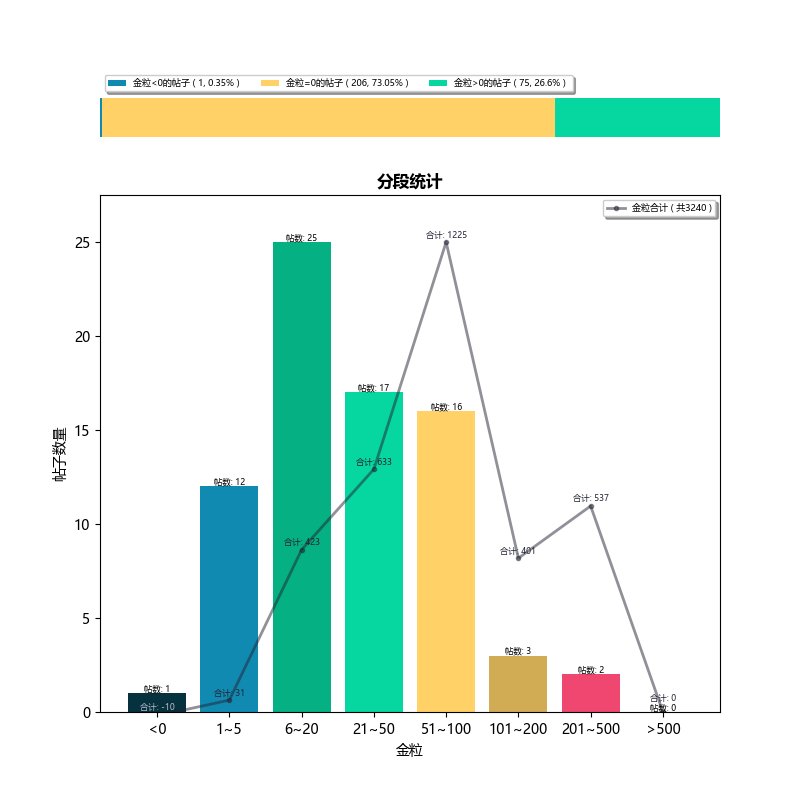 金粒<0的帖子 ( 1, 0.35% )
金粒=0的帖子 ( 206, 73.05% )
金粒>0的帖子 ( 75, 26.6% )
分段统计
金粒合计 ( 共3240 )
合计: 1225
帖数: 25
25
20
帖数: 17
帖数: 16
15
合计: 633
帖数: 12
合计: 537
10
合计: 423
合计: 401
5
帖数: 3
帖数: 2
帖数: 1
合计: 31
合计: 0
合计: -10
帖数: 0
0
帖子数量
<0
1~5
6~20
21~50
51~100
101~200
201~500
>500
金粒